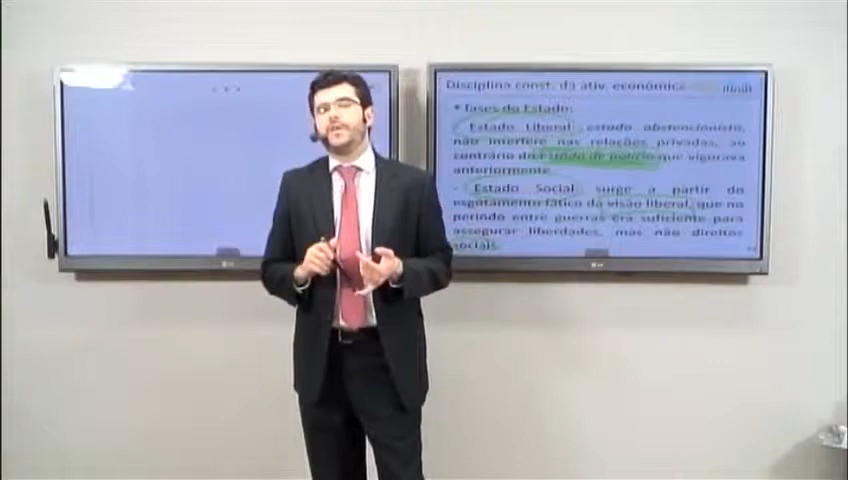 Disciplina const. da ativ. econômica
• fases do Estado:
- Estado Liberal estado abstencionista,
não interfere nas relações privadas, ao
contrário do Estado de polícia que vigorava
anteriormente
- Estado Social surge a partir do
esgotamento fático da visão liberal, que no
período entre guerras era suficiente para
assegurar liberdades, mas não direitos
sociais.
LG
LG